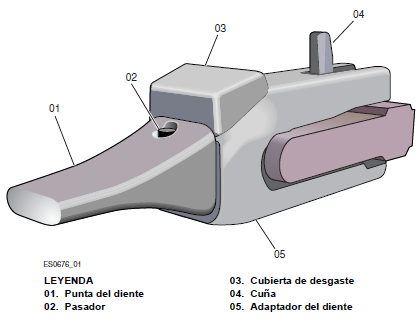 03
04
02
01
05
ES0676_01
LEYENDA
01. Punta del diente
02. Pasador
03. Cubierta de desgaste
04. Cuña
05. Adaptador del diente